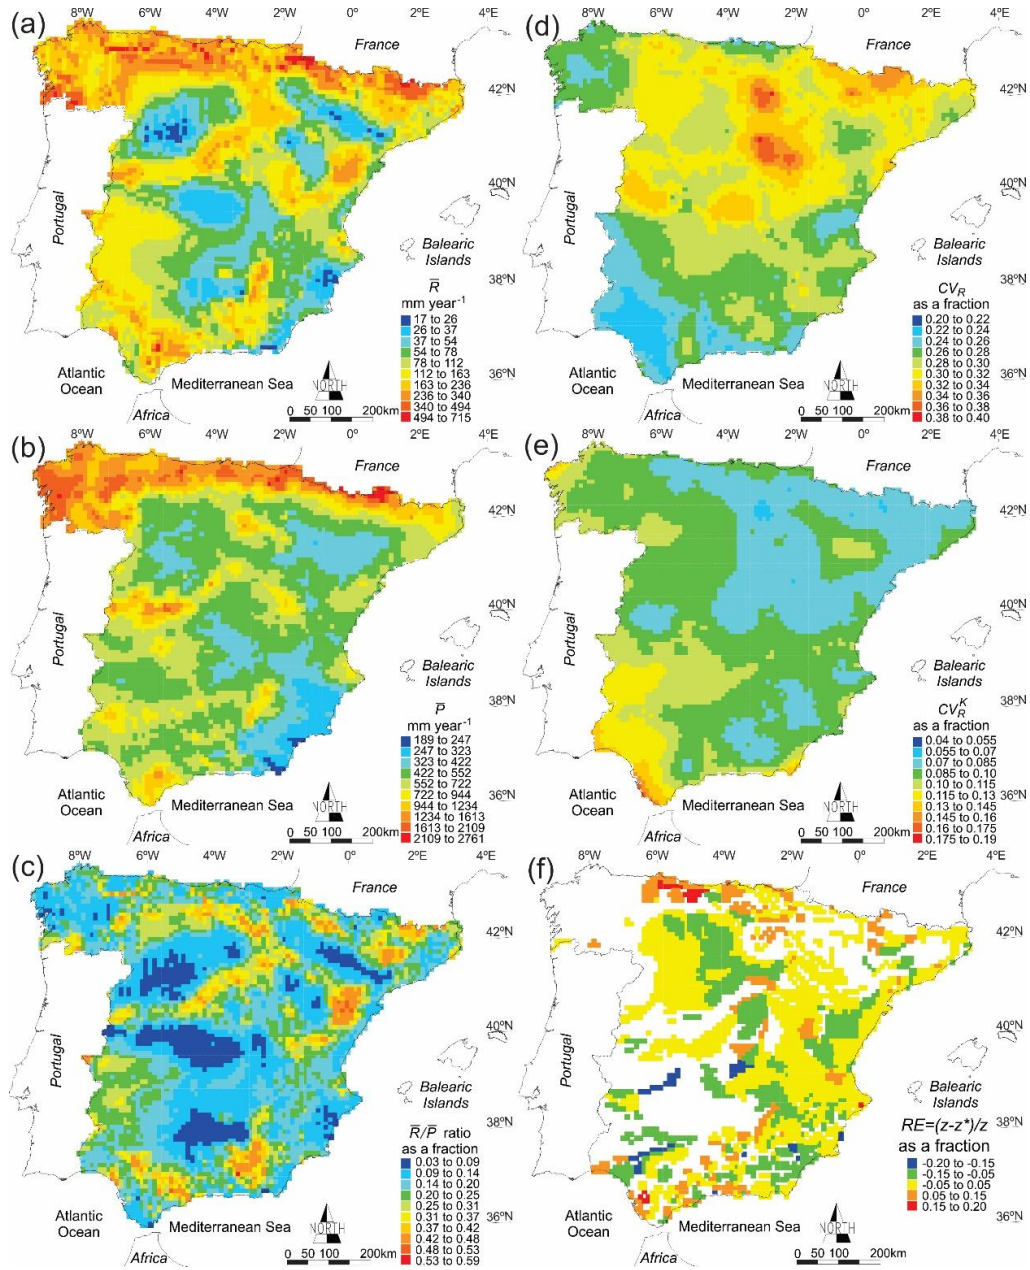 (a)
8ºW 6ºW 4ºW 2ºW 0º 2ºE 4ºE
France
42ºN
Portugal
40ºN
Balearic
Islands
38ºN
R̅
mm year⁻¹
17 to 26
26 to 37
37 to 54
54 to 78
78 to 112
112 to 163
163 to 236
236 to 340
340 to 494
494 to 715
Atlantic
Ocean
Mediterranean Sea
NORTH
36ºN
Africa
0 50 100 200km
(d)
8ºW 6ºW 4ºW 2ºW 0º 2ºE 4ºE
France
42ºN
Portugal
40ºN
Balearic
Islands
38ºN
CV_R
as a fraction
0.20 to 0.22
0.22 to 0.24
0.24 to 0.26
0.26 to 0.28
0.28 to 0.30
0.30 to 0.32
0.32 to 0.34
0.34 to 0.36
0.36 to 0.38
0.38 to 0.40
Atlantic
Ocean
Mediterranean Sea
NORTH
36ºN
Africa
0 50 100 200km
(b)
8ºW 6ºW 4ºW 2ºW 0º 2ºE 4ºE
France
42ºN
Portugal
40ºN
Balearic
Islands
38ºN
P̅
mm year⁻¹
189 to 247
247 to 323
323 to 422
422 to 552
552 to 722
722 to 944
944 to 1234
1234 to 1613
1613 to 2109
2109 to 2761
Atlantic
Ocean
Mediterranean Sea
NORTH
36ºN
Africa
0 50 100 200km
(e)
8ºW 6ºW 4ºW 2ºW 0º 2ºE 4ºE
France
42ºN
Portugal
40ºN
Balearic
Islands
38ºN
CV_R^K
as a fraction
0.04 to 0.055
0.055 to 0.07
0.07 to 0.085
0.085 to 0.10
0.10 to 0.115
0.115 to 0.13
0.13 to 0.145
0.145 to 0.16
0.16 to 0.175
0.175 to 0.19
Atlantic
Ocean
Mediterranean Sea
NORTH
36ºN
Africa
0 50 100 200km
(c)
8ºW 6ºW 4ºW 2ºW 0º 2ºE 4ºE
France
42ºN
Portugal
40ºN
Balearic
Islands
38ºN
R̅/P̅ ratio
as a fraction
0.03 to 0.09
0.09 to 0.14
0.14 to 0.20
0.20 to 0.25
0.25 to 0.31
0.31 to 0.37
0.37 to 0.42
0.42 to 0.48
0.48 to 0.53
0.53 to 0.59
Atlantic
Ocean
Mediterranean Sea
NORTH
36ºN
Africa
0 50 100 200km
(f)
8ºW 6ºW 4ºW 2ºW 0º 2ºE 4ºE
France
42ºN
Portugal
40ºN
Balearic
Islands
38ºN
RE=(z-z*)/z
as a fraction
-0.20 to -0.15
-0.15 to -0.05
-0.05 to 0.05
0.05 to 0.15
0.15 to 0.20
Atlantic
Ocean
Mediterranean Sea
NORTH
36ºN
Africa
0 50 100 200km